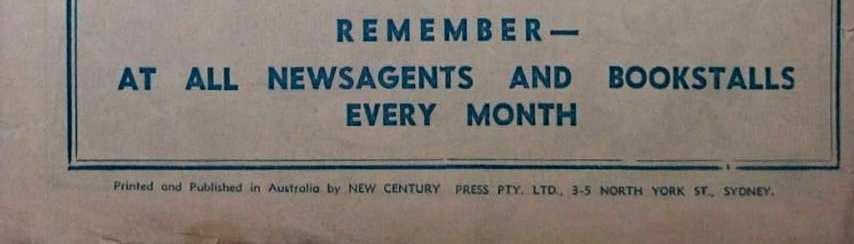 REMEMBER—
AT ALL NEWSAGENTS AND BOOKSTALLS
EVERY MONTH
Printed and Published in Australia by NEW CENTURY PRESS PTY. LTD., 3-5 NORTH YORK ST., SYDNEY.